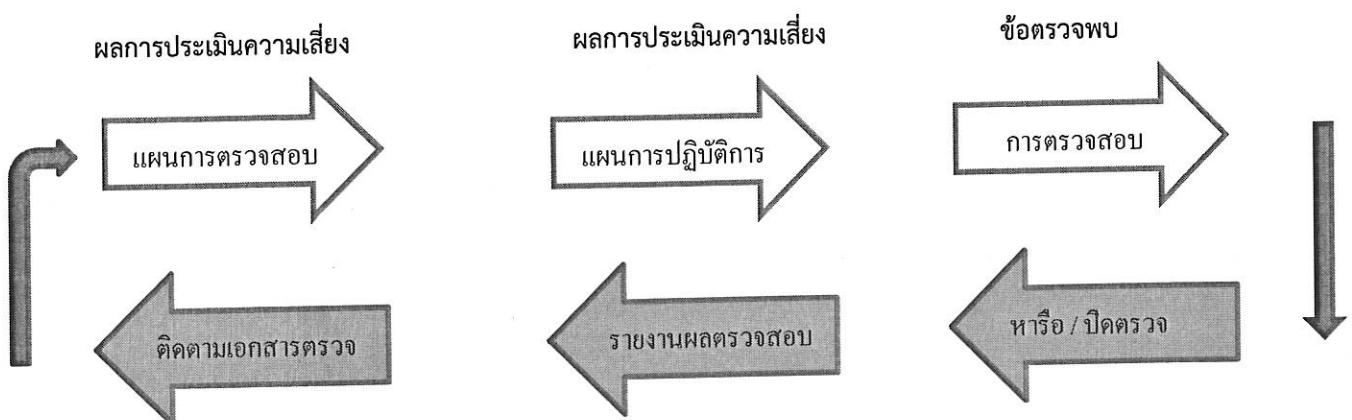 ผลการประเมินความเสี่ยง
ผลการประเมินความเสี่ยง
ข้อตรวจพบ
แผนการตรวจสอบ
แผนการปฏิบัติการ
การตรวจสอบ
ติดตามเอกสารตรวจ
รายงานผลตรวจสอบ
หารือ / ปิดตรวจ